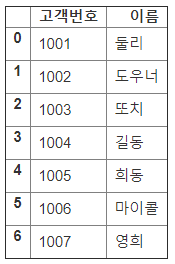 고객번호 이름
0 1001 둘리
1 1002 도우너
2 1003 또치
3 1004 길동
4 1005 희동
5 1006 마이콜
6 1007 영희